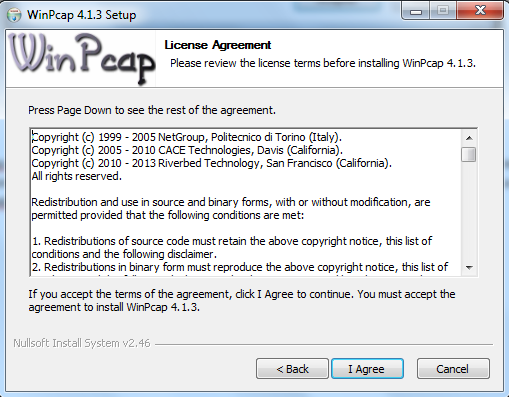 WinPcap 4.1.3 Setup
WinPcap
License Agreement
Please review the license terms before installing WinPcap 4.1.3.
Press Page Down to see the rest of the agreement.
Copyright (c) 1999 - 2005 NetGroup, Politecnico di Torino (Italy).
Copyright (c) 2005 - 2010 CACE Technologies, Davis (California).
Copyright (c) 2010 - 2013 Riverbed Technology, San Francisco (California).
All rights reserved.
Redistribution and use in source and binary forms, with or without modification, are
permitted provided that the following conditions are met:
1. Redistributions of source code must retain the above copyright notice, this list of
conditions and the following disclaimer.
2. Redistributions in binary form must reproduce the above copyright notice, this list of
If you accept the terms of the agreement, click I Agree to continue. You must accept the
agreement to install WinPcap 4.1.3.
Nullsoft Install System v2.46
< Back
I Agree
Cancel